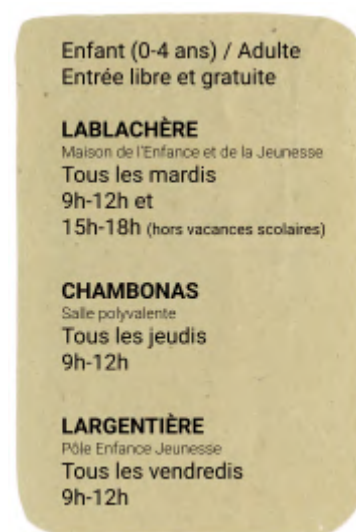 Enfant (0-4 ans) / Adulte
Entrée libre et gratuite
LABLACHÈRE
Maison de l'Enfance et de la Jeunesse
Tous les mardis
9h-12h et
15h-18h (hors vacances scolaires)
CHAMBONAS
Salle polyvalente
Tous les jeudis
9h-12h
LARGENTIÈRE
Pôle Enfance Jeunesse
Tous les vendredis
9h-12h